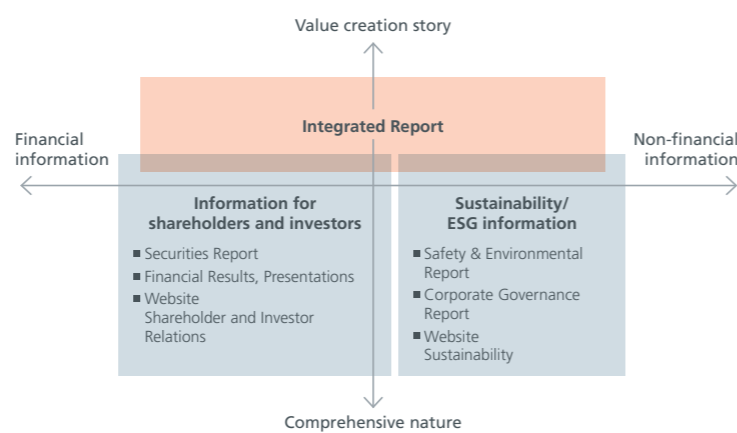 Value creation story
Integrated Report
Financial
information
Non-financial
information
Information for
shareholders and investors
■ Securities Report
■ Financial Results, Presentations
■ Website
Shareholder and Investor
Relations
Sustainability/
ESG information
■ Safety & Environmental
Report
■ Corporate Governance
Report
■ Website
Sustainability
Comprehensive nature